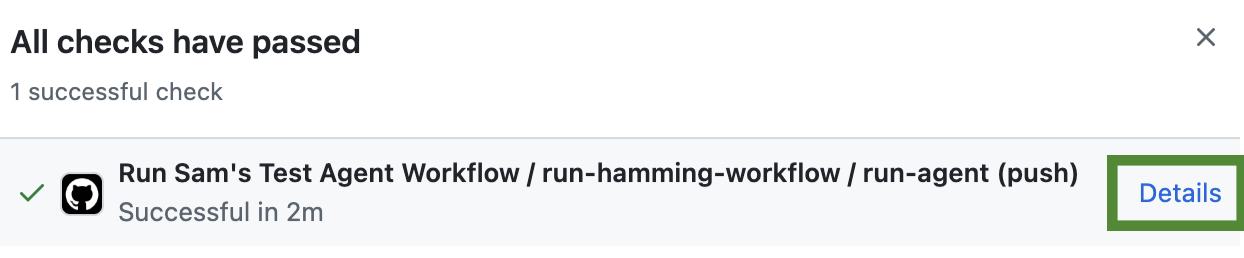 All checks have passed
1 successful check
Run Sam's Test Agent Workflow / run-hamming-workflow / run-agent (push)
Successful in 2m
Details